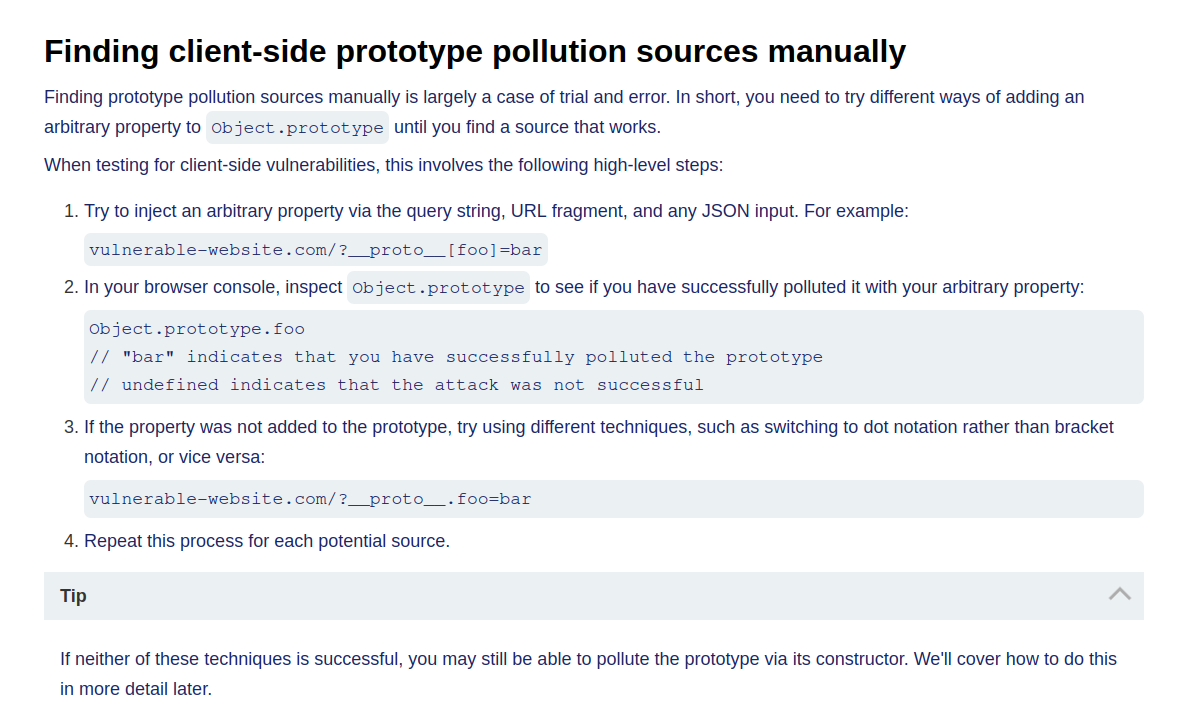 Finding client-side prototype pollution sources manually
Finding prototype pollution sources manually is largely a case of trial and error. In short, you need to try different ways of adding an
arbitrary property to Object.prototype until you find a source that works.
When testing for client-side vulnerabilities, this involves the following high-level steps:
1. Try to inject an arbitrary property via the query string, URL fragment, and any JSON input. For example:
vulnerable-website.com/?__proto__[foo]=bar
2. In your browser console, inspect Object.prototype to see if you have successfully polluted it with your arbitrary property:
Object.prototype.foo
// "bar" indicates that you have successfully polluted the prototype
// undefined indicates that the attack was not successful
3. If the property was not added to the prototype, try using different techniques, such as switching to dot notation rather than bracket
notation, or vice versa:
vulnerable-website.com/?__proto__.foo=bar
4. Repeat this process for each potential source.
Tip
If neither of these techniques is successful, you may still be able to pollute the prototype via its constructor. We'll cover how to do this
in more detail later.